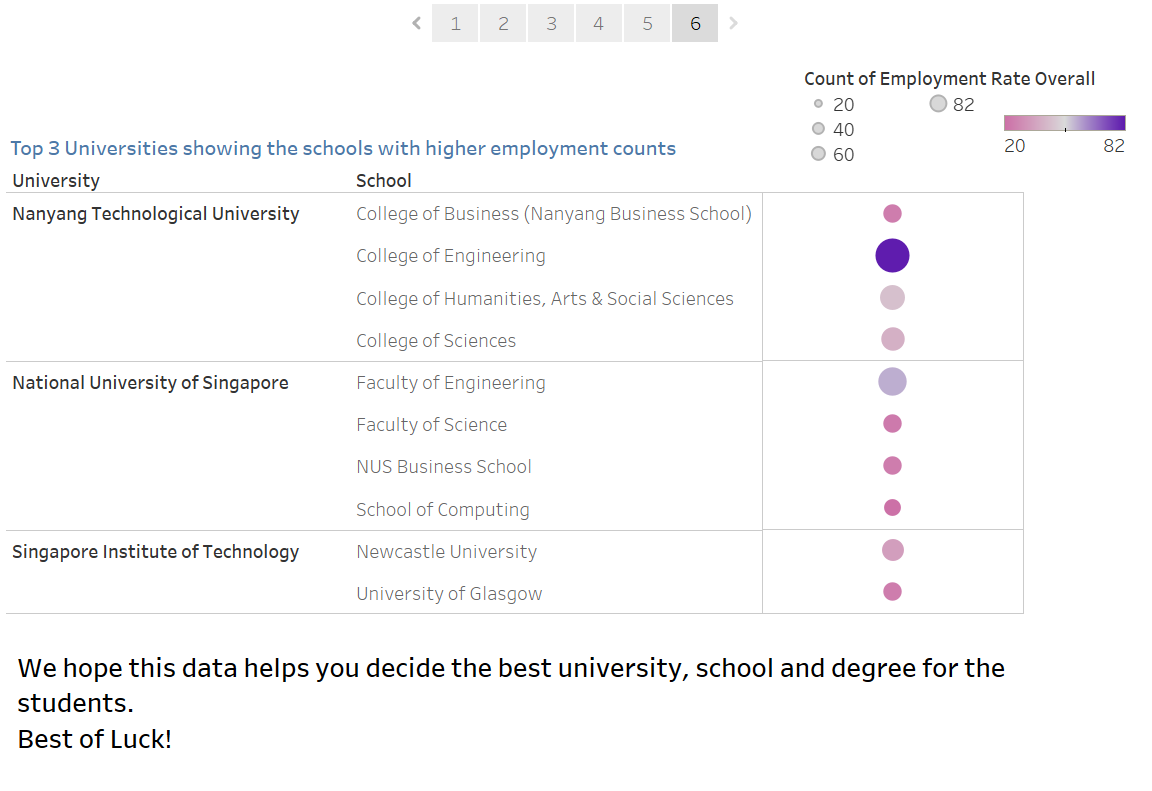 1 2 3 4 5 6
Count of Employment Rate Overall
20 82
40
60
20 82
Top 3 Universities showing the schools with higher employment counts
University School
Nanyang Technological University College of Business (Nanyang Business School)
College of Engineering
College of Humanities, Arts & Social Sciences
College of Sciences
National University of Singapore Faculty of Engineering
Faculty of Science
NUS Business School
School of Computing
Singapore Institute of Technology Newcastle University
University of Glasgow
We hope this data helps you decide the best university, school and degree for the
students.
Best of Luck!